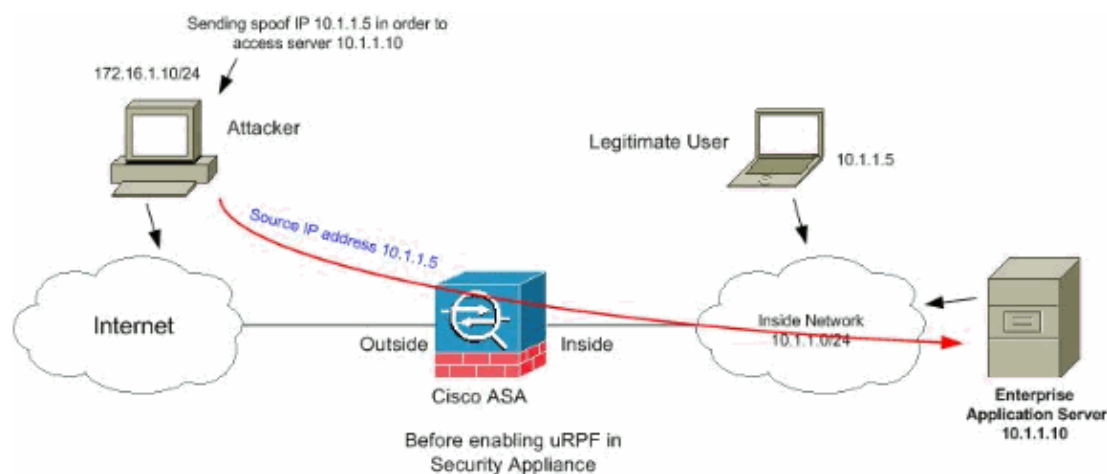 Sending spoof IP 10.1.1.5 in order to
access server 10.1.1.10
172.16.1.10/24
Attacker
Legitimate User
10.1.1.5
Source IP address 10.1.1.5
Internet
Outside
Inside
Inside Network
10.1.1.0/24
Cisco ASA
Enterprise
Application Server
10.1.1.10
Before enabling uRPF in
Security Appliance